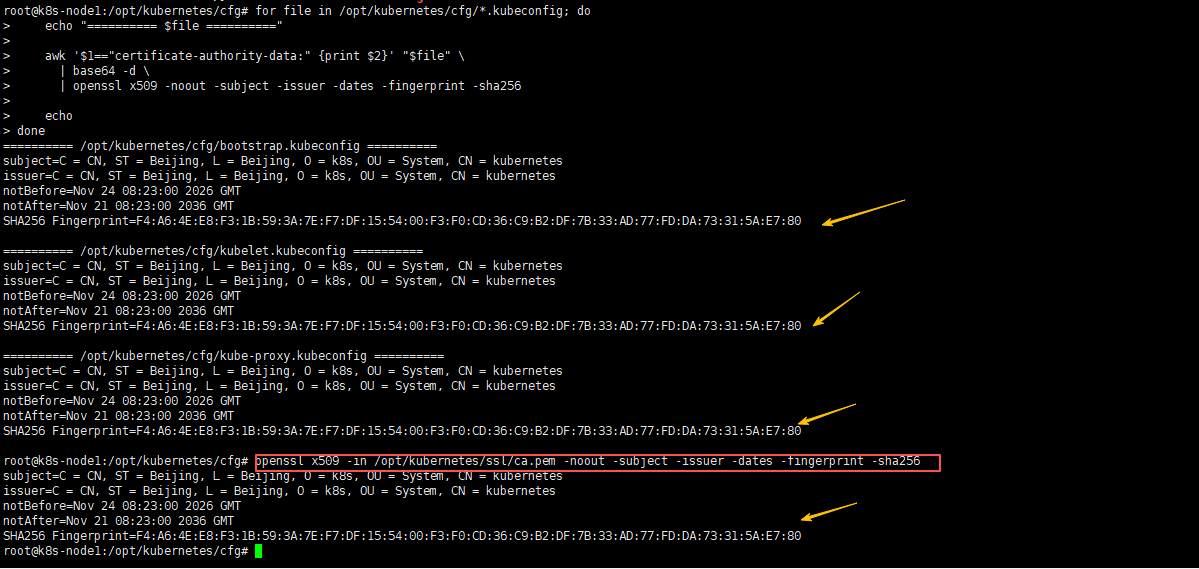 root@k8s-node1:/opt/kubernetes/cfg# for file in /opt/kubernetes/cfg/*.kubeconfig; do
>     echo "========== $file =========="
>
>     awk '$1=="certificate-authority-data:" {print $2}' "$file" \
>       | base64 -d \
>       | openssl x509 -noout -subject -issuer -dates -fingerprint -sha256
>
>     echo
> done
========== /opt/kubernetes/cfg/bootstrap.kubeconfig ==========
subject=C = CN, ST = Beijing, L = Beijing, O = k8s, OU = System, CN = kubernetes
issuer=C = CN, ST = Beijing, L = Beijing, O = k8s, OU = System, CN = kubernetes
notBefore=Nov 24 08:23:00 2026 GMT
notAfter=Nov 21 08:23:00 2036 GMT
SHA256 Fingerprint=F4:A6:4E:E8:F3:1B:59:3A:7E:F7:DF:15:54:00:F3:F0:CD:36:C9:B2:DF:7B:33:AD:77:FD:DA:73:31:5A:E7:80
========== /opt/kubernetes/cfg/kubelet.kubeconfig ==========
subject=C = CN, ST = Beijing, L = Beijing, O = k8s, OU = System, CN = kubernetes
issuer=C = CN, ST = Beijing, L = Beijing, O = k8s, OU = System, CN = kubernetes
notBefore=Nov 24 08:23:00 2026 GMT
notAfter=Nov 21 08:23:00 2036 GMT
SHA256 Fingerprint=F4:A6:4E:E8:F3:1B:59:3A:7E:F7:DF:15:54:00:F3:F0:CD:36:C9:B2:DF:7B:33:AD:77:FD:DA:73:31:5A:E7:80
========== /opt/kubernetes/cfg/kube-proxy.kubeconfig ==========
subject=C = CN, ST = Beijing, L = Beijing, O = k8s, OU = System, CN = kubernetes
issuer=C = CN, ST = Beijing, L = Beijing, O = k8s, OU = System, CN = kubernetes
notBefore=Nov 24 08:23:00 2026 GMT
notAfter=Nov 21 08:23:00 2036 GMT
SHA256 Fingerprint=F4:A6:4E:E8:F3:1B:59:3A:7E:F7:DF:15:54:00:F3:F0:CD:36:C9:B2:DF:7B:33:AD:77:FD:DA:73:31:5A:E7:80
root@k8s-node1:/opt/kubernetes/cfg# openssl x509 -in /opt/kubernetes/ssl/ca.pem -noout -subject -issuer -dates -fingerprint -sha256
subject=C = CN, ST = Beijing, L = Beijing, O = k8s, OU = System, CN = kubernetes
issuer=C = CN, ST = Beijing, L = Beijing, O = k8s, OU = System, CN = kubernetes
notBefore=Nov 24 08:23:00 2026 GMT
notAfter=Nov 21 08:23:00 2036 GMT
SHA256 Fingerprint=F4:A6:4E:E8:F3:1B:59:3A:7E:F7:DF:15:54:00:F3:F0:CD:36:C9:B2:DF:7B:33:AD:77:FD:DA:73:31:5A:E7:80
root@k8s-node1:/opt/kubernetes/cfg#